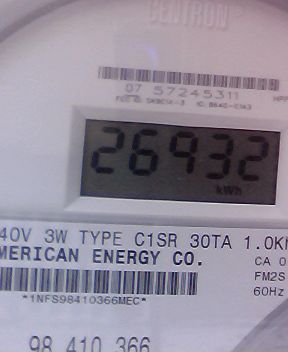 CENTRON®
07 57245311
26932
kWh
40V 3W TYPE C1SR 30TA 1.0K
MERICAN ENERGY CO.
CA 0
FM2S
60Hz
*1NFS98410366MEC*
98 410 366